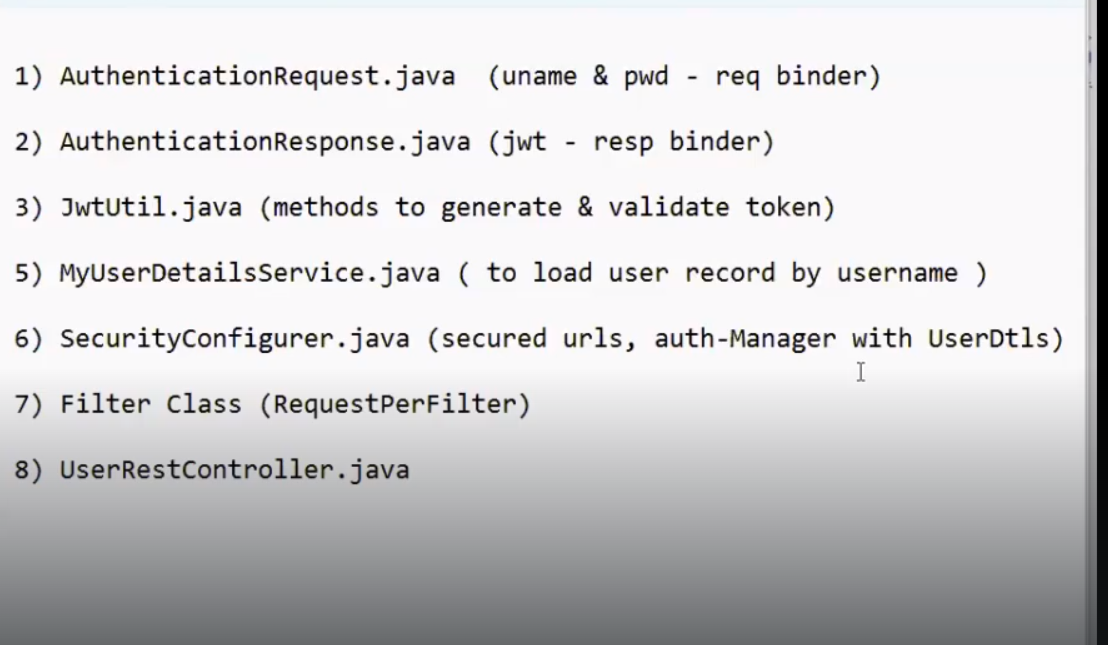 1) AuthenticationRequest.java  (uname & pwd - req binder)
2) AuthenticationResponse.java (jwt - resp binder)
3) JwtUtil.java (methods to generate & validate token)
5) MyUserDetailsService.java ( to load user record by username )
6) SecurityConfigurer.java (secured urls, auth-Manager with UserDtls)
7) Filter Class (RequestPerFilter)
8) UserRestController.java